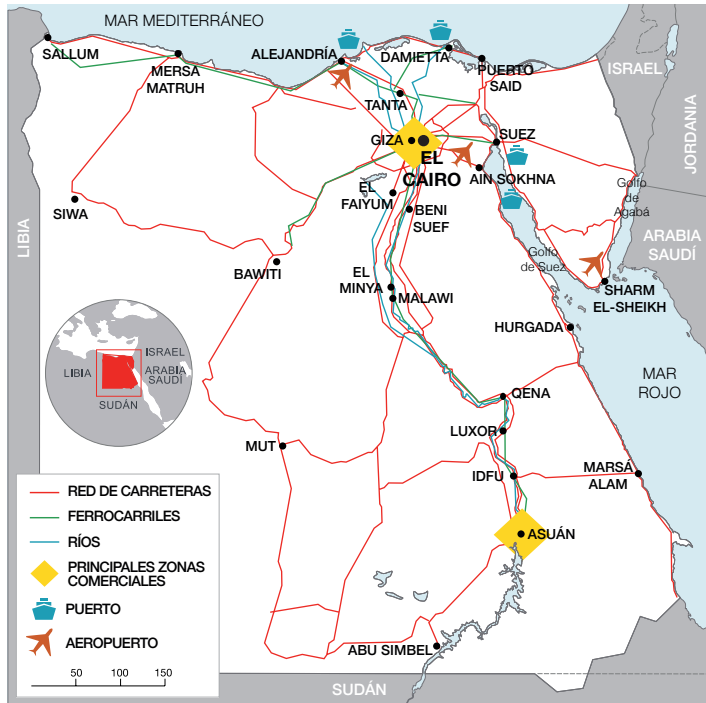 MAR MEDITERRÁNEO
SALLUM
MERSA
MATRUH
ALEJANDRÍA
DAMIETTA
PUERTO
SAID
ISRAEL
JORDANIA
TANTA
GIZA
EL
CAIRO
SUEZ
AIN SOKHNA
EL
FAIYUM
BENI
SUEF
SIWA
LIBIA
BAWITI
Golfo
de
Agabá
ARABIA
SAUDÍ
Golfo
de Suez
SHARM
EL-SHEIKH
EL
MINYA
MALAWI
HURGADA
MAR
ROJO
LIBIA
ISRAEL
ARABIA
SAUDÍ
SUDÁN
QENA
LUXOR
MUT
IDFU
MARSÁ
ALAM
ASUÁN
ABU SIMBEL
SUDÁN
RED DE CARRETERAS
FERROCARRILES
RÍOS
PRINCIPALES ZONAS
COMERCIALES
PUERTO
AEROPUERTO
50 100 150